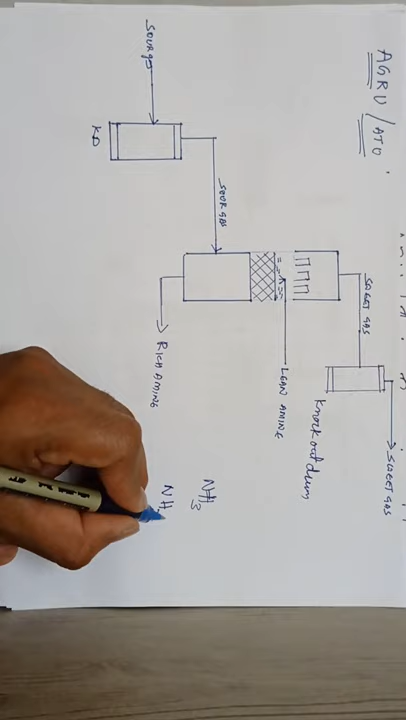 AGRU/ATU
SOUR gas
KD
SOUR GAS
SWEET GAS
SWEET GAS
Knock out drum
LEAN AMINE
RICH AMINE
NH3
NH